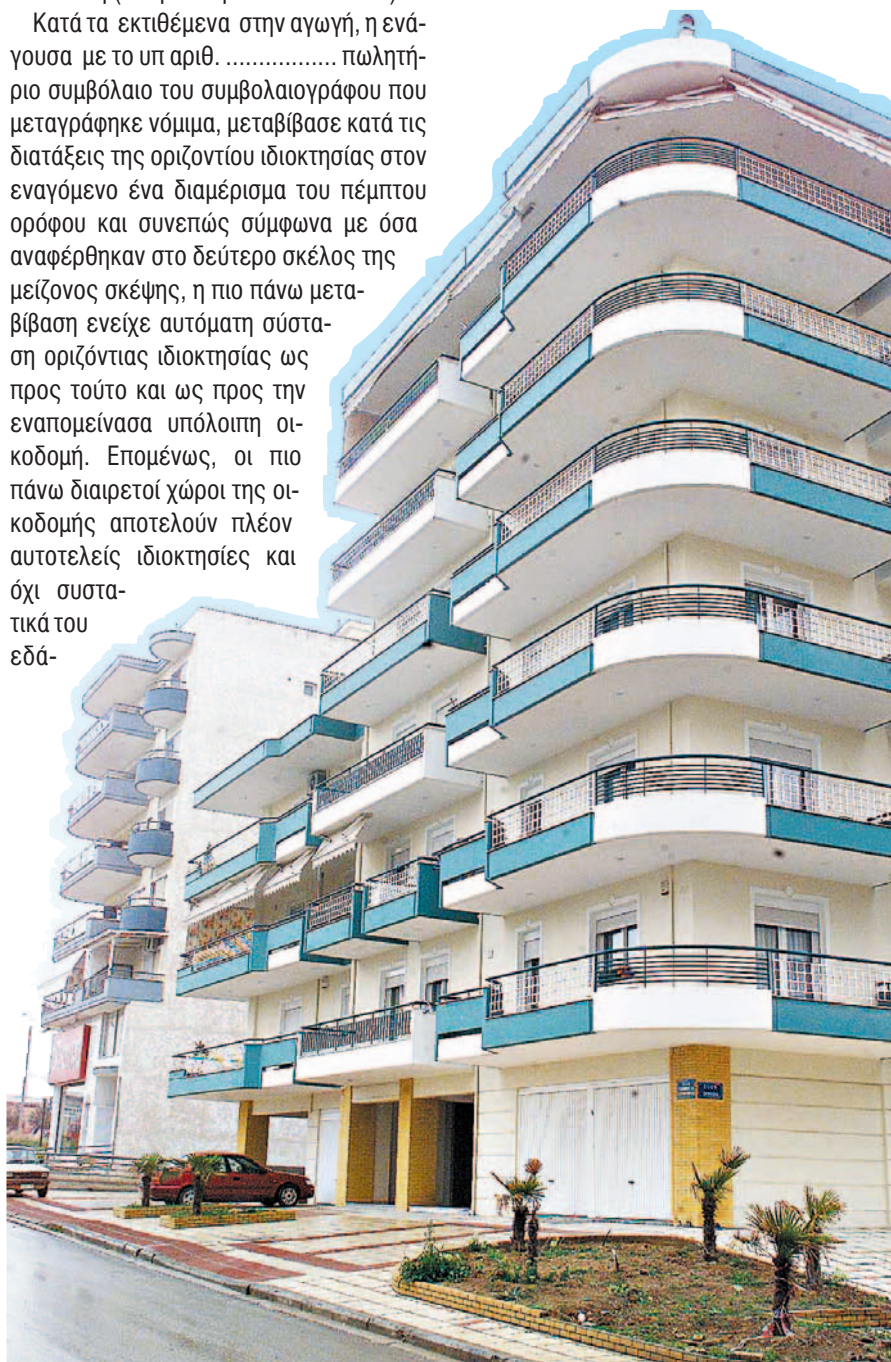 Κατά τα εκτιθέμενα στην αγωγή, η ενά-
γουσα με το υπ αριθ. ................. πωλητή-
ριο συμβόλαιο του συμβολαιογράφου που
μεταγράφηκε νόμιμα, μεταβίβασε κατά τις
διατάξεις της οριζοντίου ιδιοκτησίας στον
εναγόμενο ένα διαμέρισμα του πέμπτου
ορόφου και συνεπώς σύμφωνα με όσα
αναφέρθηκαν στο δεύτερο σκέλος της
μείζονος σκέψης, η πιο πάνω μετα-
βίβαση ενείχε αυτόματη σύστα-
ση οριζόντιας ιδιοκτησίας ως
προς τούτο και ως προς την
εναπομείνασα υπόλοιπη οι-
κοδομή. Επομένως, οι πιο
πάνω διαιρετοί χώροι της οι-
κοδομής αποτελούν πλέον
αυτοτελείς ιδιοκτησίες και
όχι συστα-
τικά του
εδά-